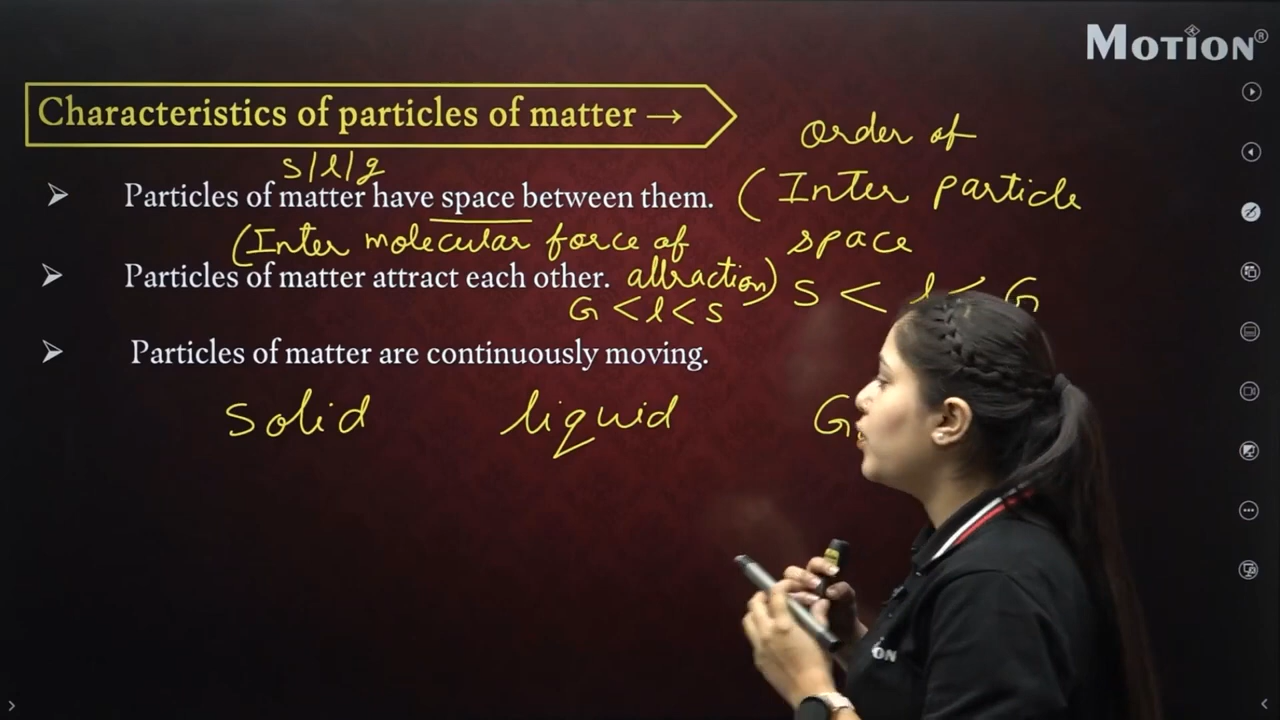 MOTION®
Characteristics of particles of matter →
s/l/g
➢ Particles of matter have space between them.
Order of
(Inter particle
space
S < l < G
(Inter molecular force of
➢ Particles of matter attract each other. attraction)
G < l < s
➢ Particles of matter are continuously moving.
Solid liquid
ON